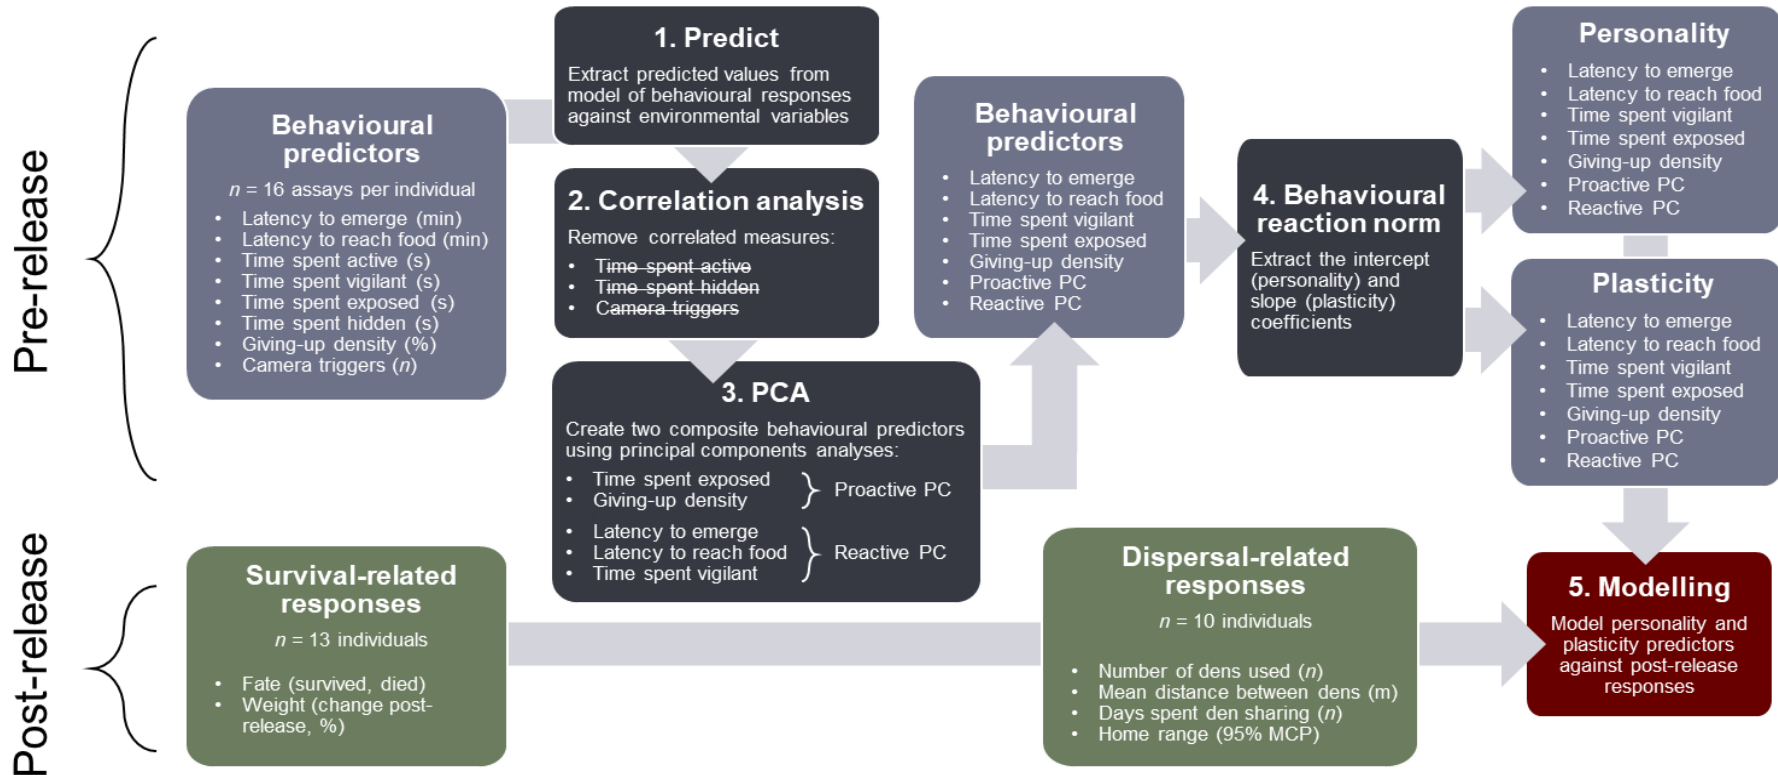 Pre-release
Behavioural
predictors
n = 16 assays per individual
• Latency to emerge (min)
• Latency to reach food (min)
• Time spent active (s)
• Time spent vigilant (s)
• Time spent exposed (s)
• Time spent hidden (s)
• Giving-up density (%)
• Camera triggers (n)
1. Predict
Extract predicted values from
model of behavioural responses
against environmental variables
2. Correlation analysis
Remove correlated measures:
• Time spent active
• Time spent hidden
• Camera triggers
3. PCA
Create two composite behavioural predictors
using principal components analyses:
• Time spent exposed
• Giving-up density
Proactive PC
• Latency to emerge
• Latency to reach food
• Time spent vigilant
Reactive PC
Behavioural
predictors
• Latency to emerge
• Latency to reach food
• Time spent vigilant
• Time spent exposed
• Giving-up density
• Proactive PC
• Reactive PC
4. Behavioural
reaction norm
Extract the intercept
(personality) and
slope (plasticity)
coefficients
Personality
• Latency to emerge
• Latency to reach food
• Time spent vigilant
• Time spent exposed
• Giving-up density
• Proactive PC
• Reactive PC
Plasticity
• Latency to emerge
• Latency to reach food
• Time spent vigilant
• Time spent exposed
• Giving-up density
• Proactive PC
• Reactive PC
Post-release
Survival-related
responses
n = 13 individuals
• Fate (survived, died)
• Weight (change post-
release, %)
Dispersal-related
responses
n = 10 individuals
• Number of dens used (n)
• Mean distance between dens (m)
• Days spent den sharing (n)
• Home range (95% MCP)
5. Modelling
Model personality and
plasticity predictors
against post-release
responses